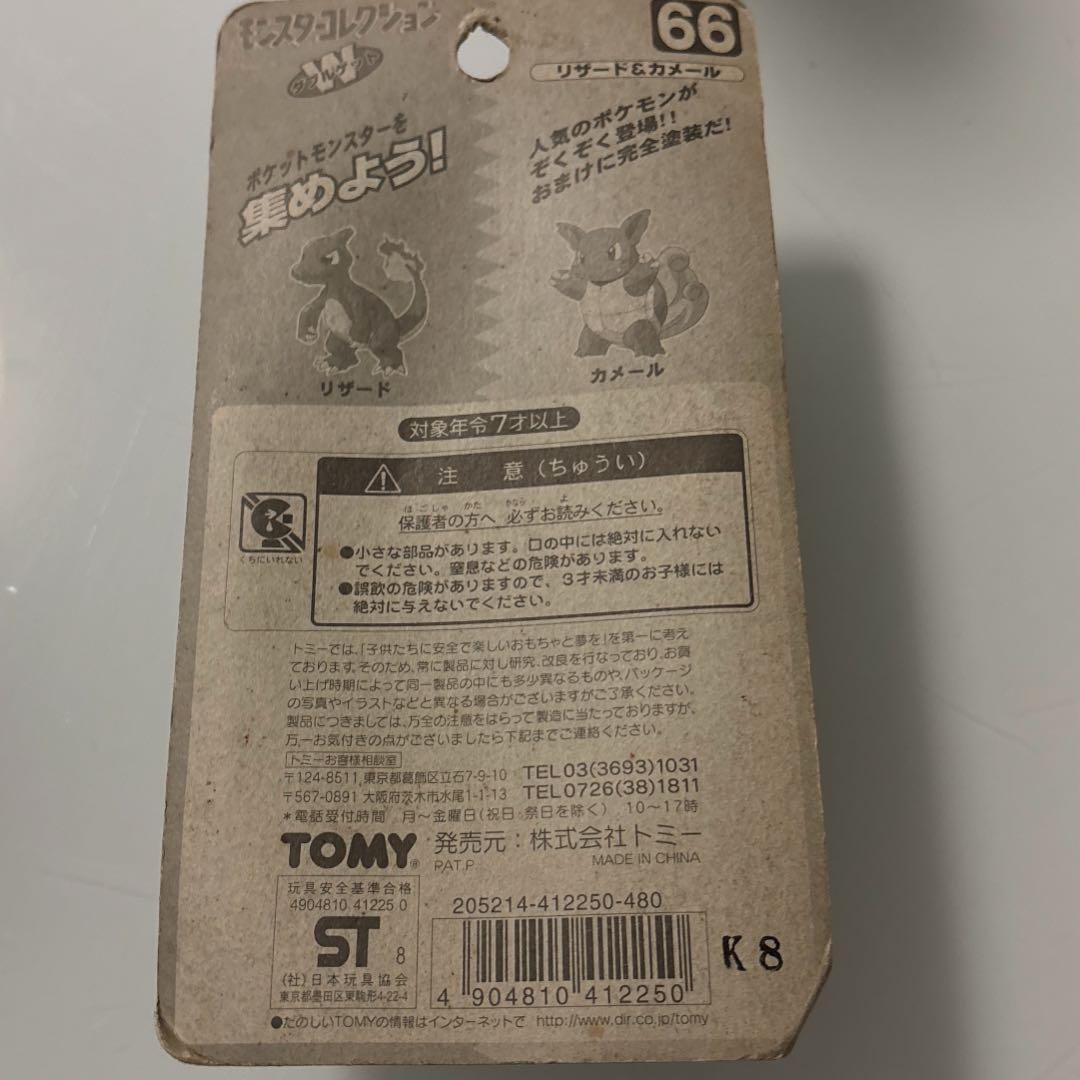 モンスターコレクション
W
ダブルゲット
66
リザード&カメール
ポケットモンスターを
集めよう!
人気のポケモンが
ぞくぞく登場!!
おまけに完全塗装だ!
リザード
カメール
対象年令7才以上
注 意(ちゅうい)
ほごしゃ かた かなら よ
保護者の方へ 必ずお読みください。
くちにいれない
●小さな部品があります。口の中には絶対に入れない
でください。窒息などの危険があります。
●誤飲の危険がありますので、3才未満のお子様には
絶対に与えないでください。
トミーでは、「子供たちに安全で楽しいおもちゃと夢を!」を第一に考え
ております。そのため、常に製品に対し研究、改良を行なっており、お買
い上げ時期によって同一製品の中にも多少異なるものや、パッケージ
の写真やイラストなどと異なる場合がございますがご了承ください。
製品につきましては、万全の注意をはらって製造に当たっておりますが、
万一お気付きの点がございましたら下記までご連絡ください。
トミーお客様相談室
〒124-8511,東京都葛飾区立石7-9-10 TEL03(3693)1031
〒567-0891 大阪府茨木市水尾1-1-13 TEL0726(38)1811
*電話受付時間 月~金曜日(祝日・祭日を除く) 10~17時
TOMY® 発売元:株式会社トミー
PAT.P MADE IN CHINA
玩具安全基準合格
4904810 41225 0
ST 8
(社)日本玩具協会
東京都墨田区東駒形4-22-4
205214-412250-480
4 904810 412250
K8
●たのしいTOMYの情報はインターネットで http://www.dir.co.jp/tomy